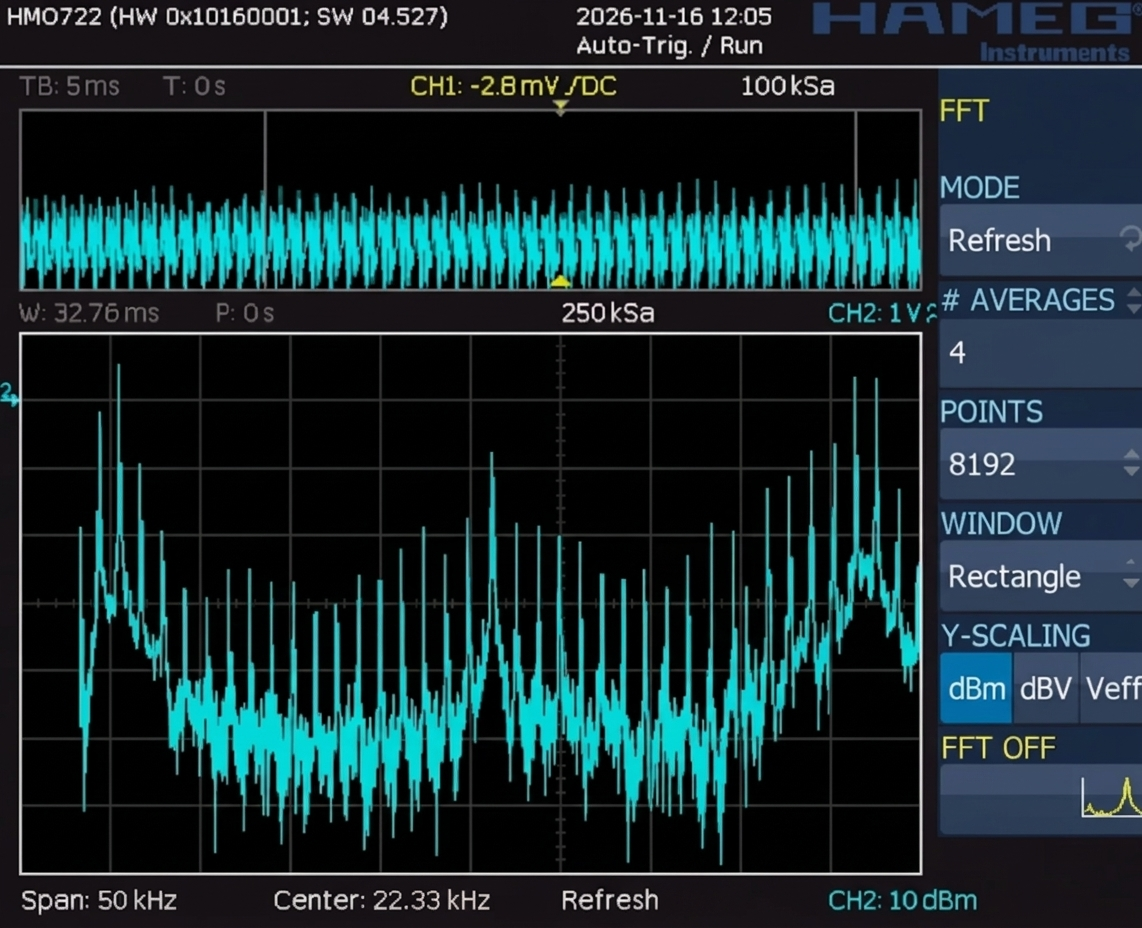 HMO722 (HW 0x10160001; SW 04.527)
2026-11-16 12:05
Auto-Trig. / Run
HAMEG®
Instruments
TB: 5ms T: 0s CH1: -2.8mV / DC 100kSa
FFT
MODE
Refresh
W: 32.76ms P: 0s 250kSa CH2: 1V
# AVERAGES
4
2
POINTS
8192
WINDOW
Rectangle
Y-SCALING
dBm dBV Veff
FFT OFF
Span: 50 kHz Center: 22.33 kHz Refresh CH2: 10 dBm